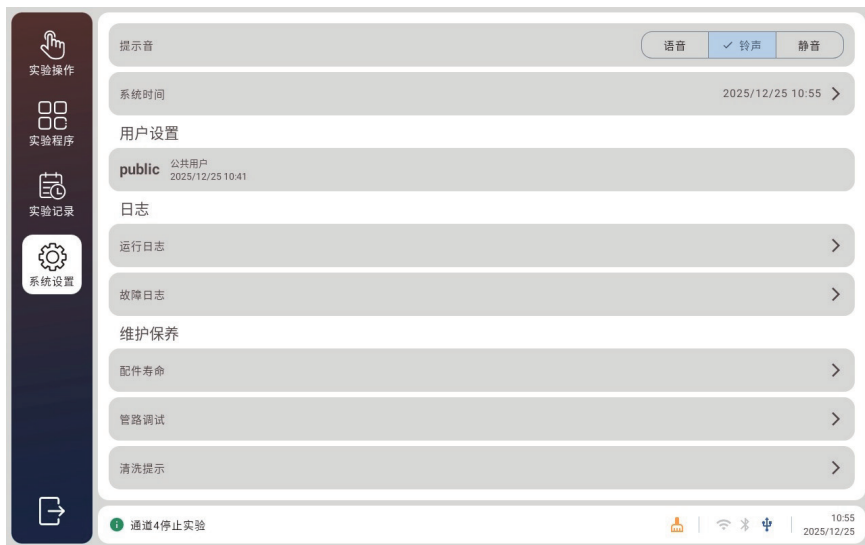 实验操作
实验程序
实验记录
系统设置
提示音
语音 铃声 静音
系统时间 2025/12/25 10:55
用户设置
public 公共用户
2025/12/25 10:41
日志
运行日志
故障日志
维护保养
配件寿命
管路调试
清洗提示
通道4停止实验
10:55
2025/12/25